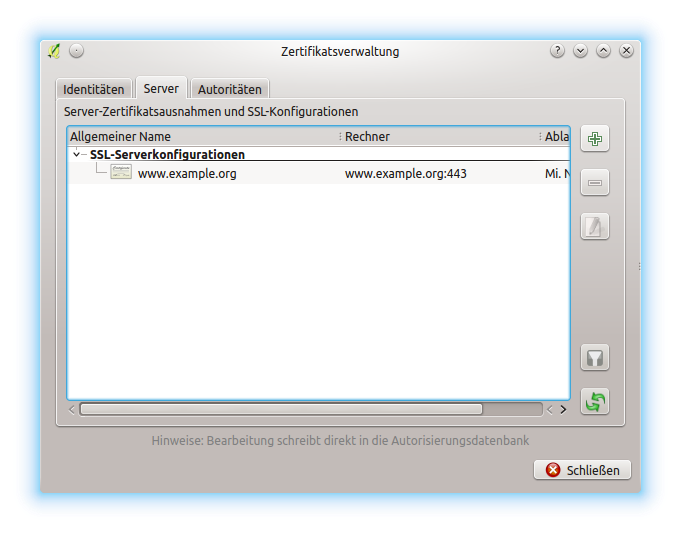 Zertifikatsverwaltung
Identitäten Server Autoritäten
Server-Zertifikatsausnahmen und SSL-Konfigurationen
Allgemeiner Name Rechner Abla
SSL-Serverkonfigurationen
www.example.org www.example.org:443 Mi. N
Hinweise: Bearbeitung schreibt direkt in die Autorisierungsdatenbank
Schließen